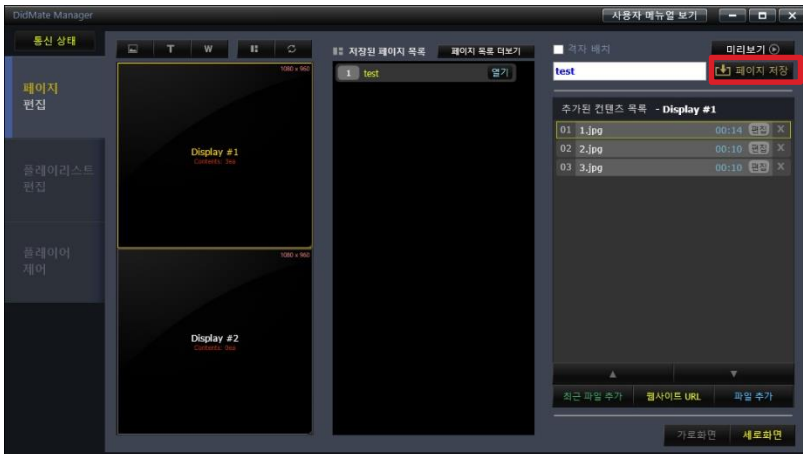 DidMate Manager
사용자 메뉴얼 보기
통신 상태
T
W
저장된 페이지 목록
페이지 목록 더보기
격자 배치
미리보기
페이지
편집
1080 x 960
1 test 열기
test
페이지 저장
추가된 컨텐츠 목록 - Display #1
01 1.jpg 00:14 편집 X
02 2.jpg 00:10 편집 X
03 3.jpg 00:10 편집 X
Display #1
Contents: 3ea
플레이리스트
편집
플레이어
제어
1080 x 960
Display #2
Contents: 0ea
최근 파일 추가
웹사이트 URL
파일 추가
가로화면
세로화면